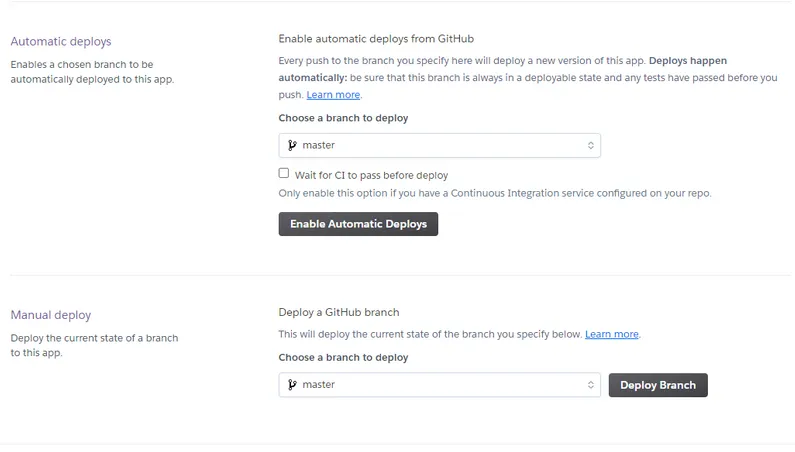 Automatic deploys
Enables a chosen branch to be
automatically deployed to this app.
Enable automatic deploys from GitHub
Every push to the branch you specify here will deploy a new version of this app. Deploys happen
automatically: be sure that this branch is always in a deployable state and any tests have passed before you
push. Learn more.
Choose a branch to deploy
master
Wait for CI to pass before deploy
Only enable this option if you have a Continuous Integration service configured on your repo.
Enable Automatic Deploys
Manual deploy
Deploy the current state of a branch
to this app.
Deploy a GitHub branch
This will deploy the current state of the branch you specify below. Learn more.
Choose a branch to deploy
master
Deploy Branch